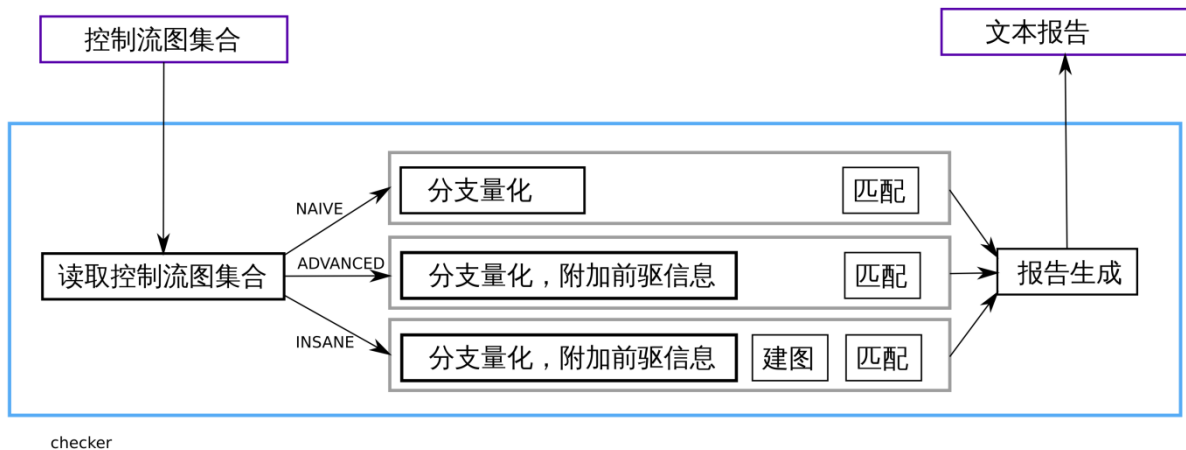 控制流图集合
文本报告
分支量化
匹配
NAIVE
读取控制流图集合
ADVANCED
分支量化，附加前驱信息
匹配
报告生成
INSANE
分支量化，附加前驱信息
建图
匹配
checker